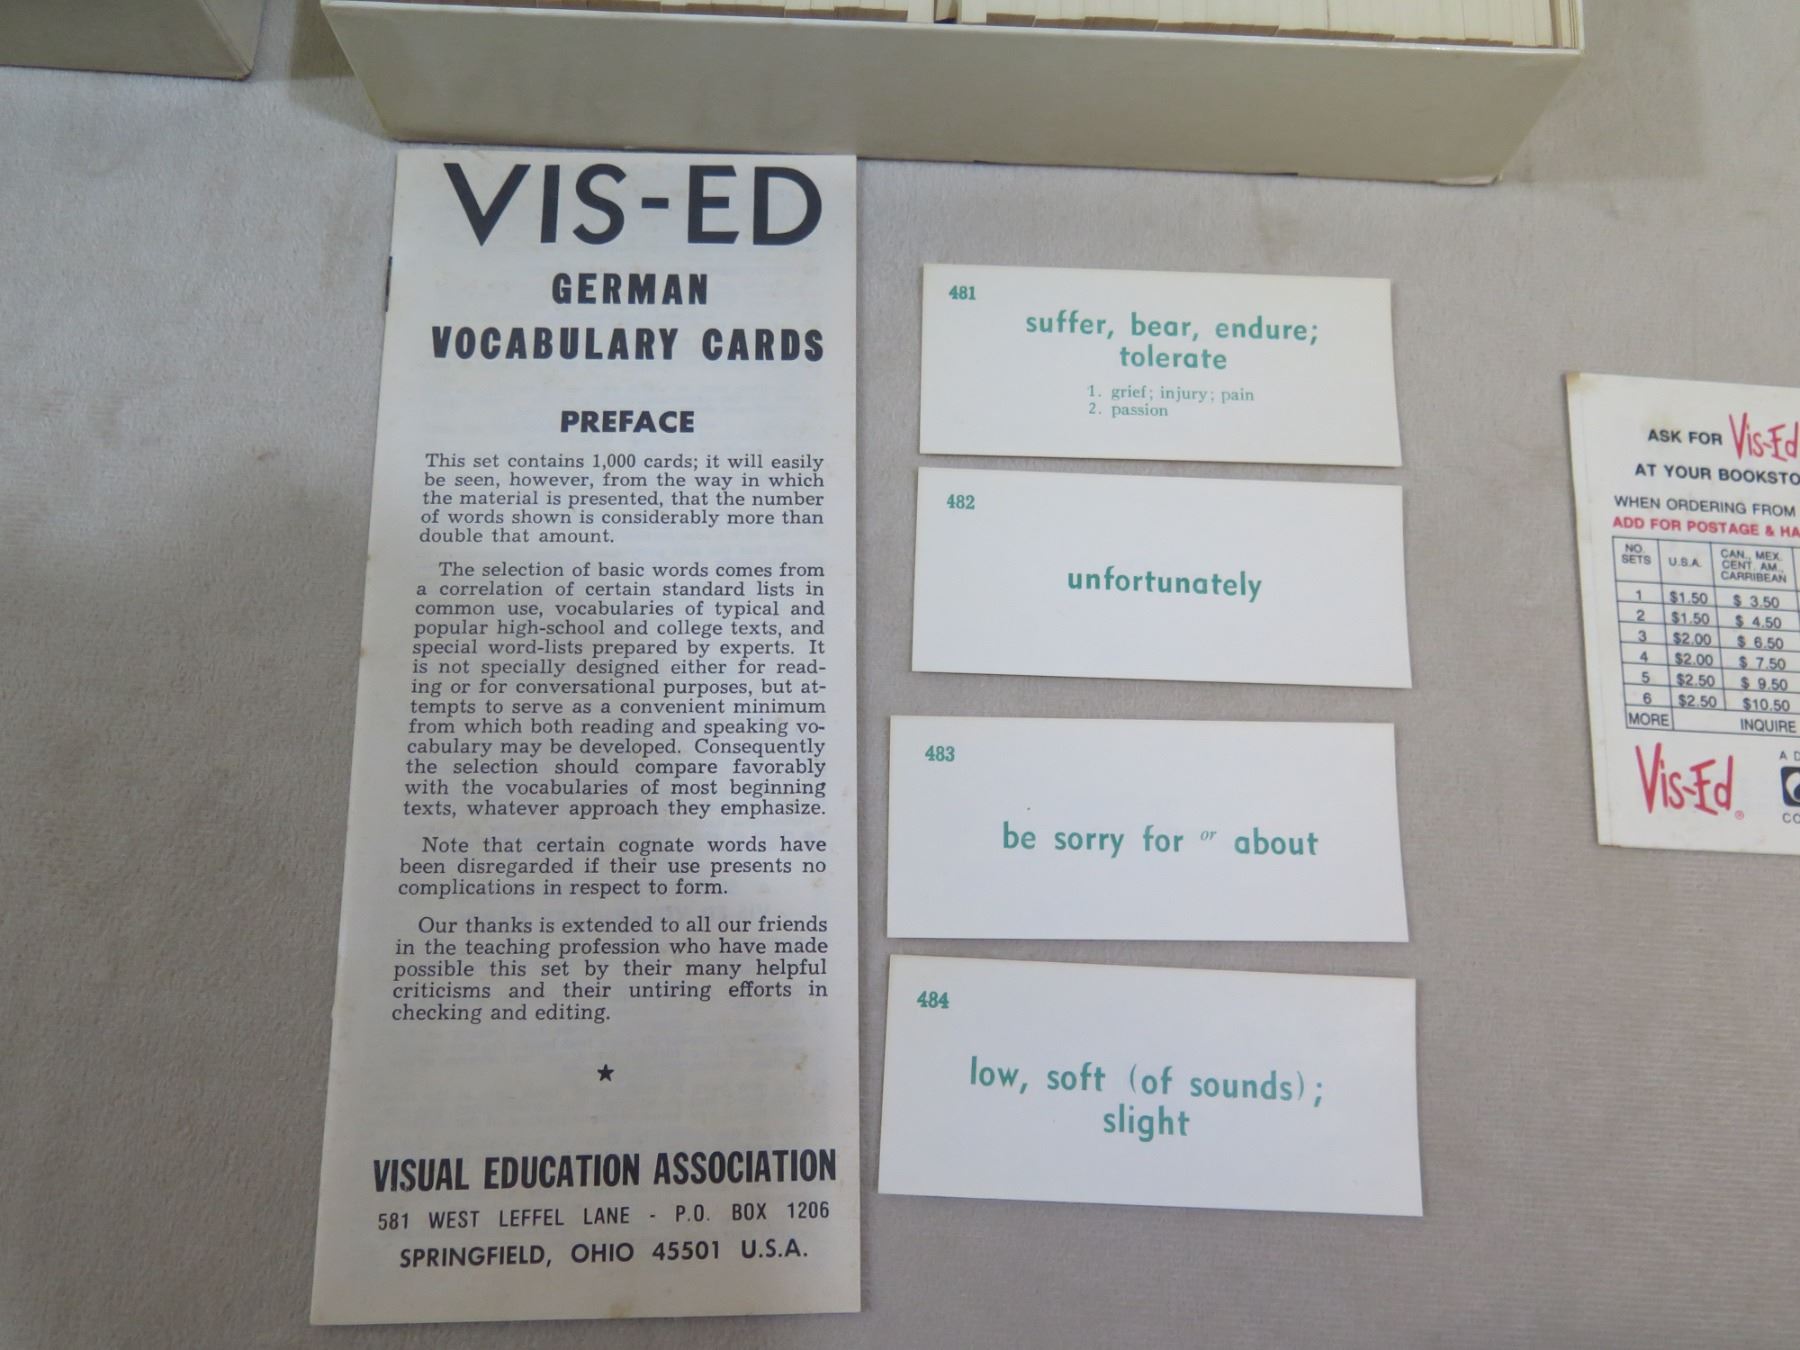 VIS-ED
GERMAN
VOCABULARY CARDS
PREFACE
This set contains 1,000 cards; it will easily
be seen, however, from the way in which
the material is presented, that the number
of words shown is considerably more than
double that amount.
The selection of basic words comes from
a correlation of certain standard lists in
common use, vocabularies of typical and
popular high-school and college texts, and
special word-lists prepared by experts. It
is not specially designed either for read-
ing or for conversational purposes, but at-
tempts to serve as a convenient minimum
from which both reading and speaking vo-
cabulary may be developed. Consequently
the selection should compare favorably
with the vocabularies of most beginning
texts, whatever approach they emphasize.
Note that certain cognate words have
been disregarded if their use presents no
complications in respect to form.
Our thanks is extended to all our friends
in the teaching profession who have made
possible this set by their many helpful
criticisms and their untiring efforts in
checking and editing.
★
VISUAL EDUCATION ASSOCIATION
581 WEST LEFFEL LANE - P.O. BOX 1206
SPRINGFIELD, OHIO 45501 U.S.A.
481
suffer, bear, endure;
tolerate
1. grief; injury; pain
2. passion
482
unfortunately
483
be sorry for or about
484
low, soft (of sounds);
slight
ASK FOR Vis-Ed
AT YOUR
WHEN ORDERING FROM
ADD FOR POSTAGE &
NO. SETS U.S.A. CAN., MEX. CENT. AM., CARRIBEAN
1 $1.50 $ 3.50
2 $1.50 $ 4.50
3 $2.00 $ 6.50
4 $2.00 $ 7.50
5 $2.50 $ 9.50
6 $2.50 $10.50
MORE INQUIRE
Vis-Ed®
A